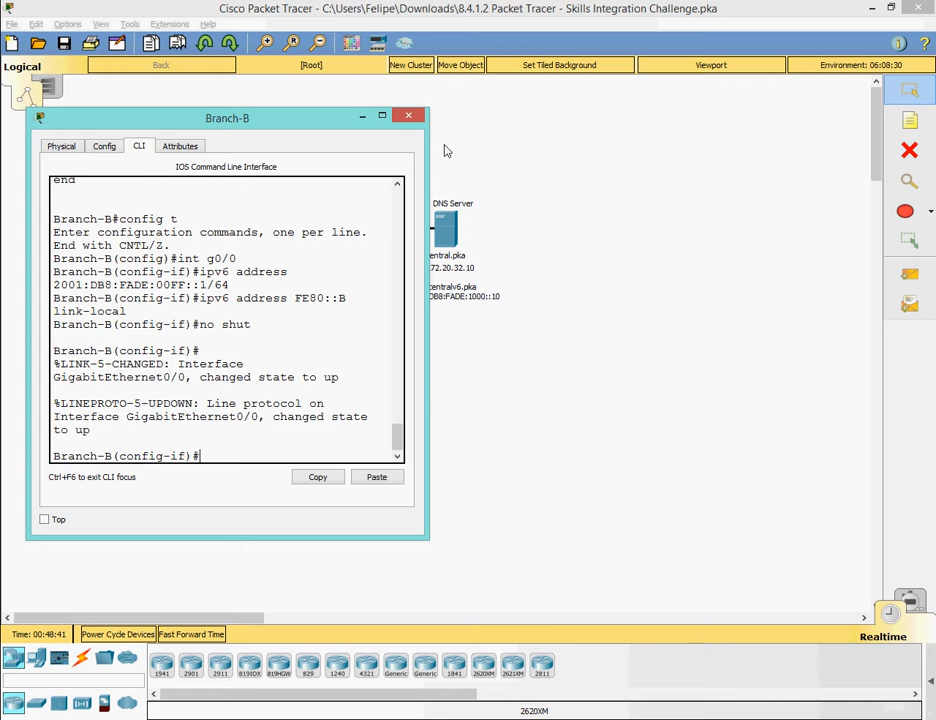 Cisco Packet Tracer - C:\Users\Felipe\Downloads\8.4.1.2 Packet Tracer - Skills Integration Challenge.pka
File Edit Options View Tools Extensions Help
Logical Back [Root] New Cluster Move Object Set Tiled Background Viewport Environment: 06:08:30
Branch-B
Physical Config CLI Attributes
IOS Command Line Interface
end
Branch-B#config t
Enter configuration commands, one per line.
End with CNTL/Z.
Branch-B(config)#int g0/0
Branch-B(config-if)#ipv6 address
2001:DB8:FADE:00FF::1/64
Branch-B(config-if)#ipv6 address FE80::B
link-local
Branch-B(config-if)#no shut
Branch-B(config-if)#
%LINK-5-CHANGED: Interface
GigabitEthernet0/0, changed state to up
%LINEPROTO-5-UPDOWN: Line protocol on
Interface GigabitEthernet0/0, changed state
to up
Branch-B(config-if)#
Ctrl+F6 to exit CLI focus
Copy Paste
Top
DNS Server
entral.pka
72.20.32.10
centralv6.pka
DB8:FADE:1000::10
Time: 00:48:41 Power Cycle Devices Fast Forward Time Realtime
1941 2901 2911 819IOX 819HGW 829 1240 4321 Generic Generic 1841 2620XM 2621XM 2811
2620XM